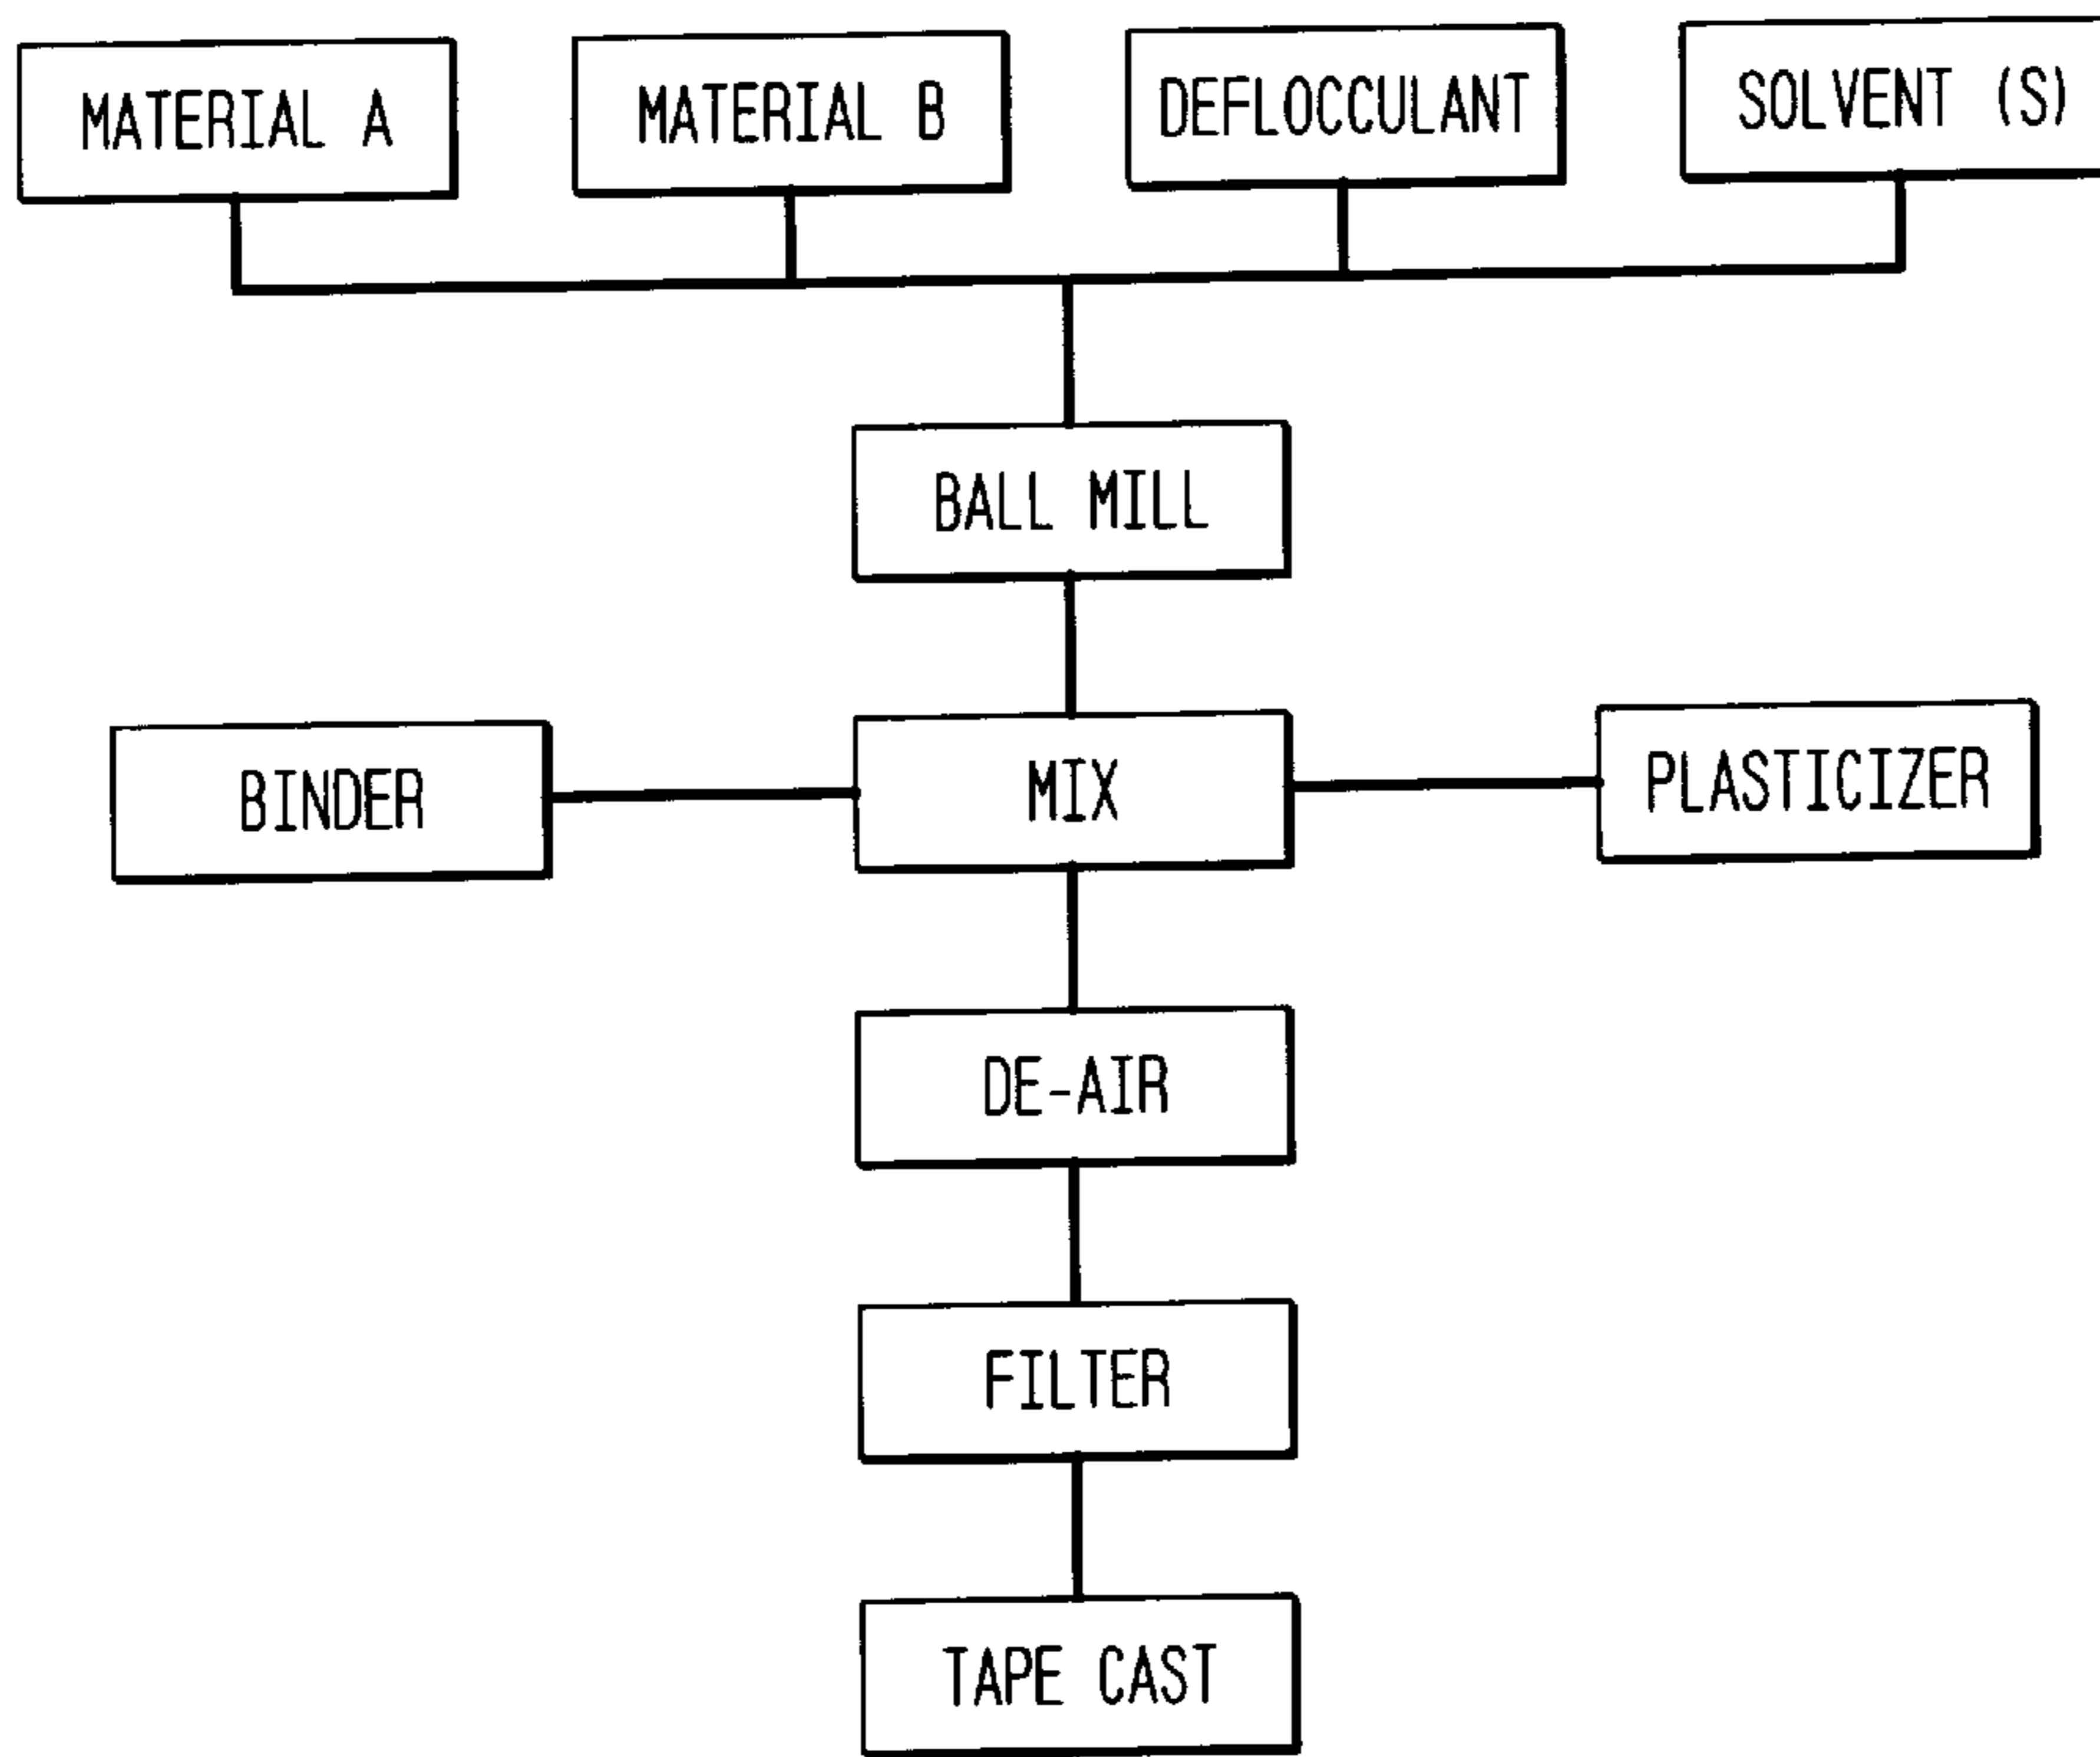 MATERIAL A
MATERIAL B
DEFLOCCULANT
SOLVENT (S)
BALL MILL
BINDER
MIX
PLASTICIZER
DE-AIR
FILTER
TAPE CAST